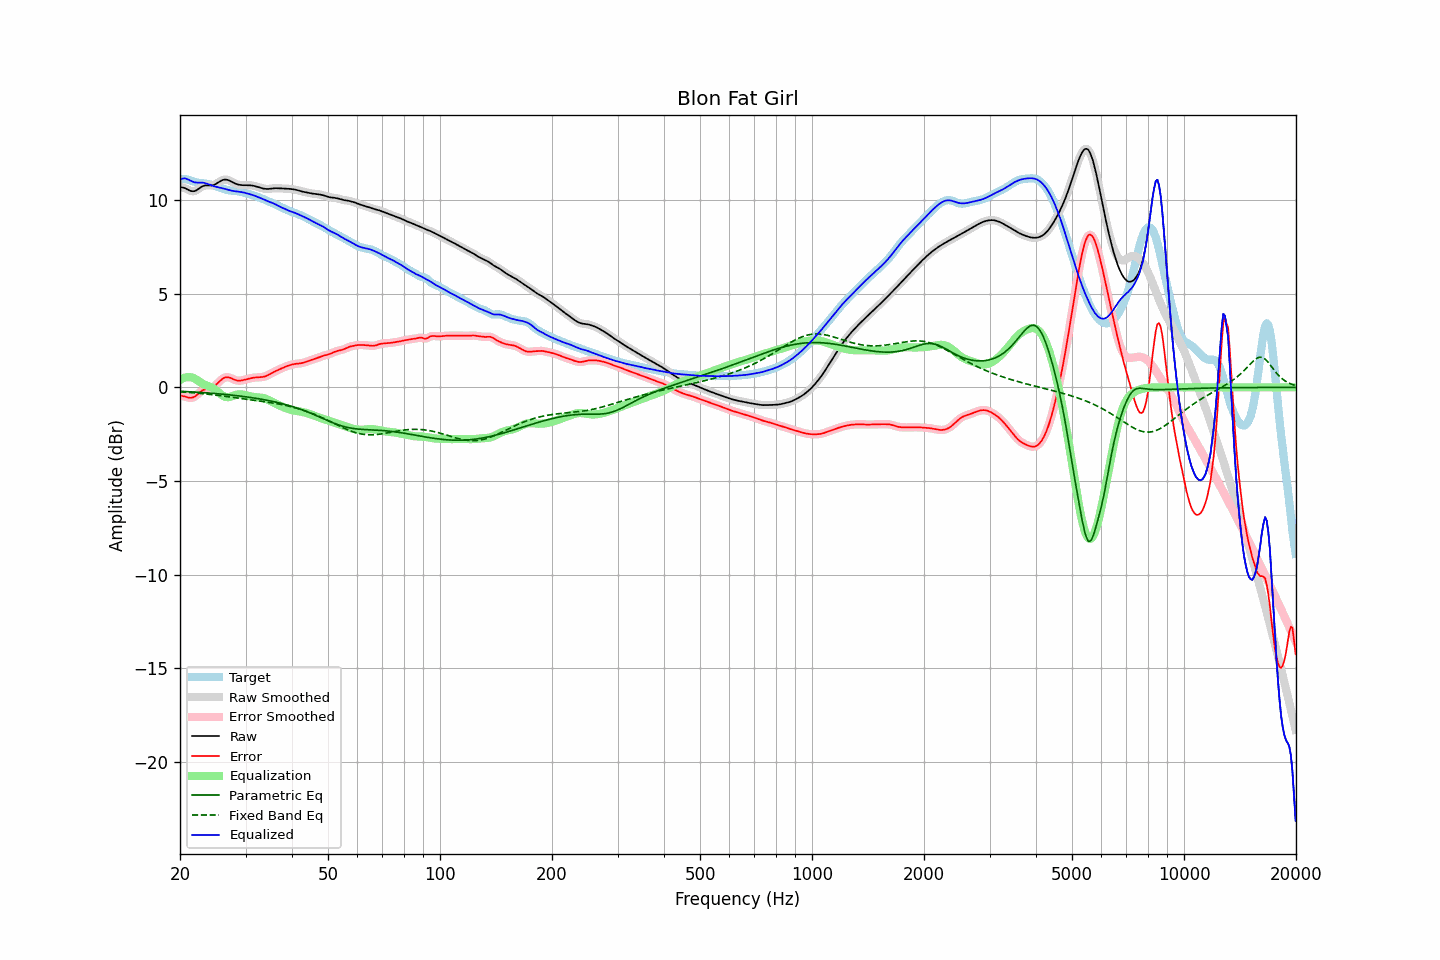 Blon Fat Girl
Amplitude (dBr)
10
5
0
−5
−10
−15
−20
Target
Raw Smoothed
Error Smoothed
Raw
Error
Equalization
Parametric Eq
Fixed Band Eq
Equalized
20 50 100 200 500 1000 2000 5000 10000 20000
Frequency (Hz)